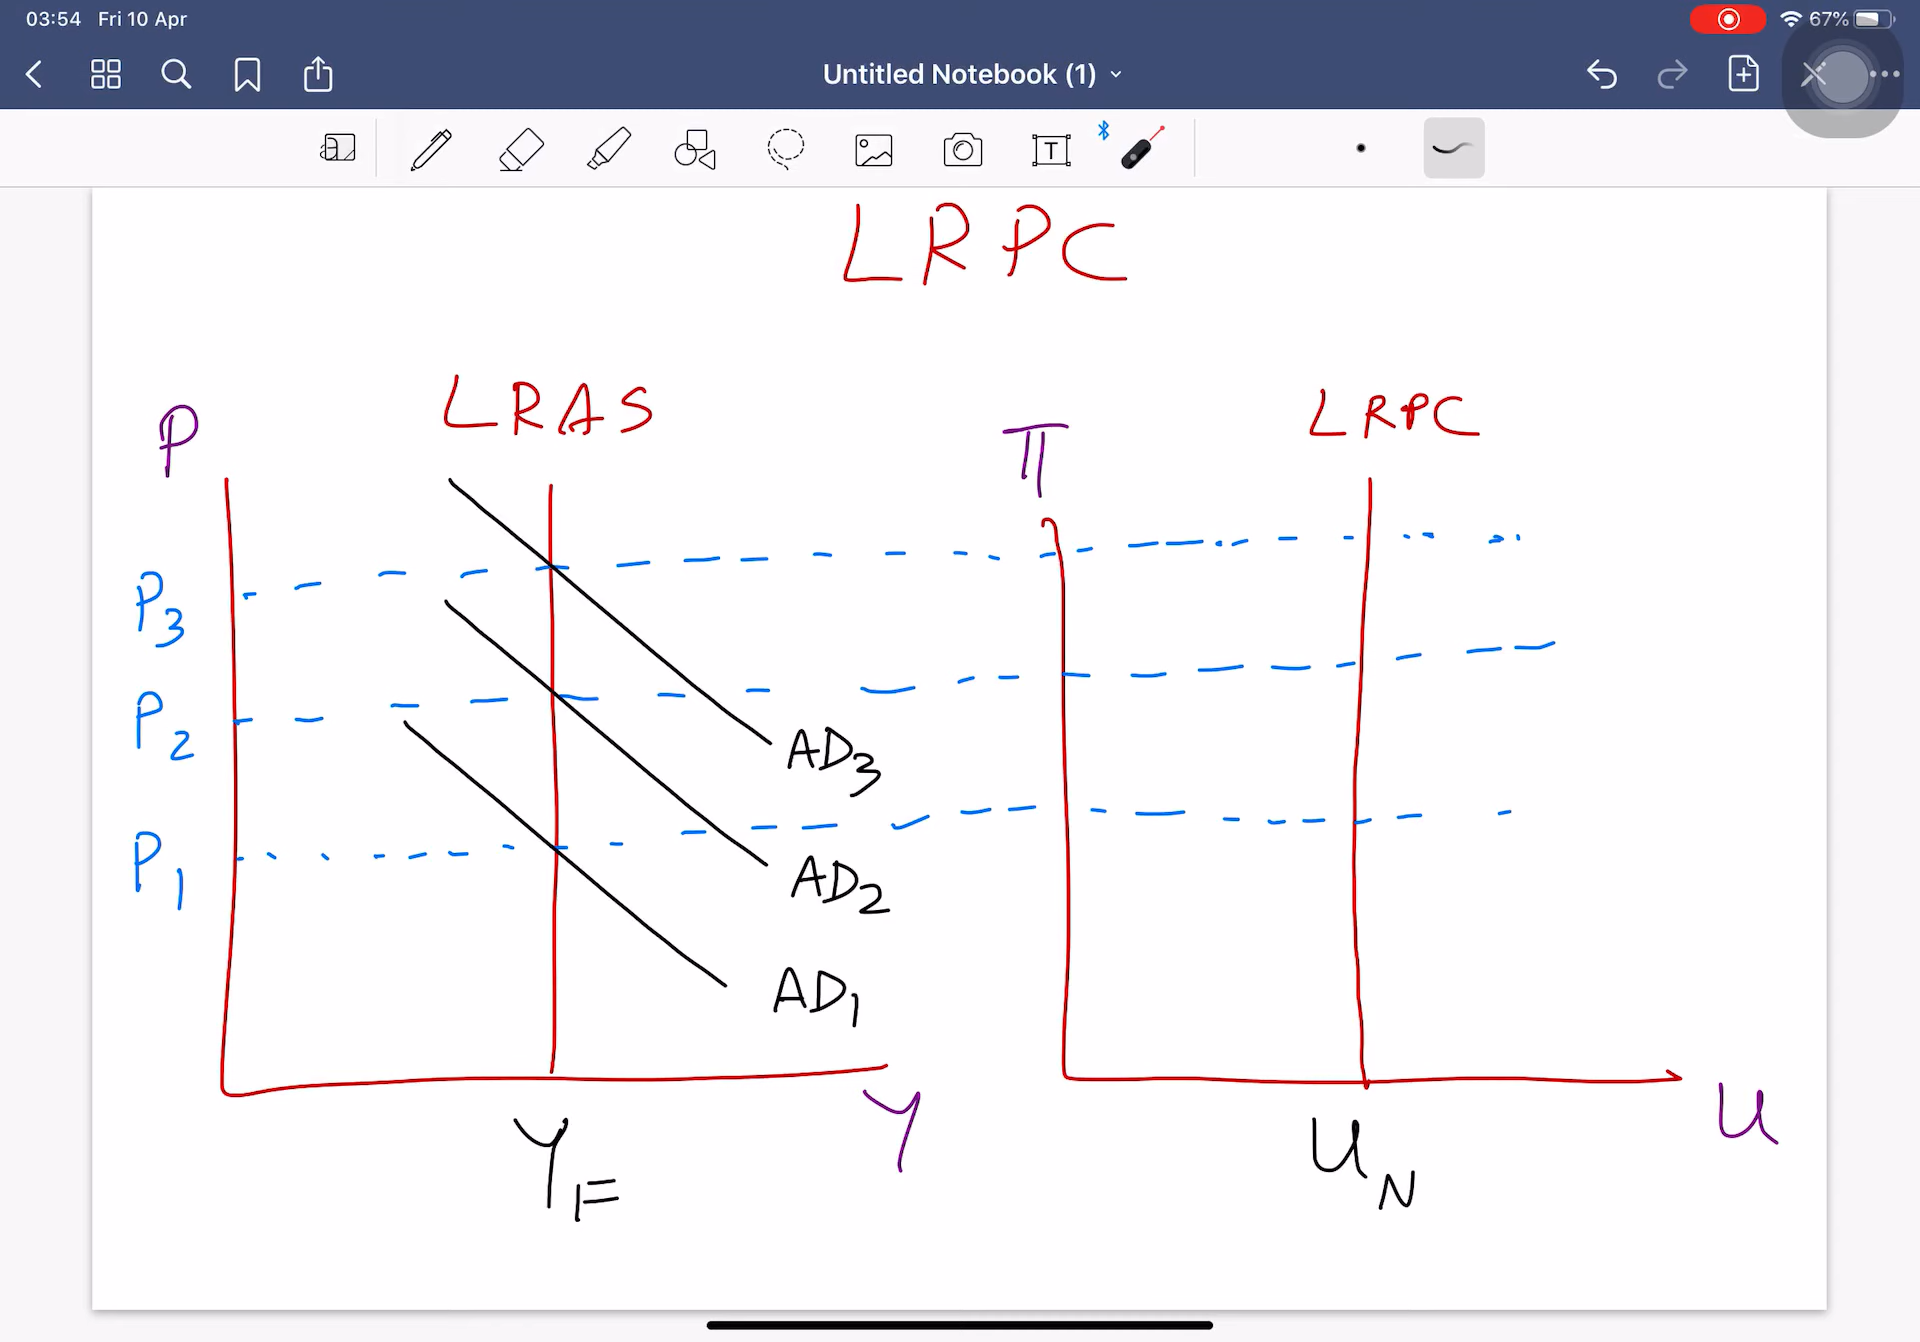 03:54 Fri 10 Apr 67%
Untitled Notebook (1)
T
LRPC
LRAS LRPC
P π
P3
P2
AD3
P1
AD2
AD1
Y U
YF UN